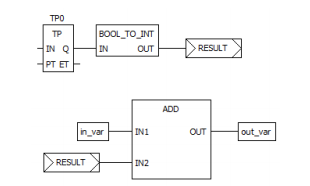 TP0
TP
IN Q
PT ET
BOOL_TO_INT
IN OUT
RESULT
ADD
in_var
IN1 OUT
out_var
RESULT
IN2